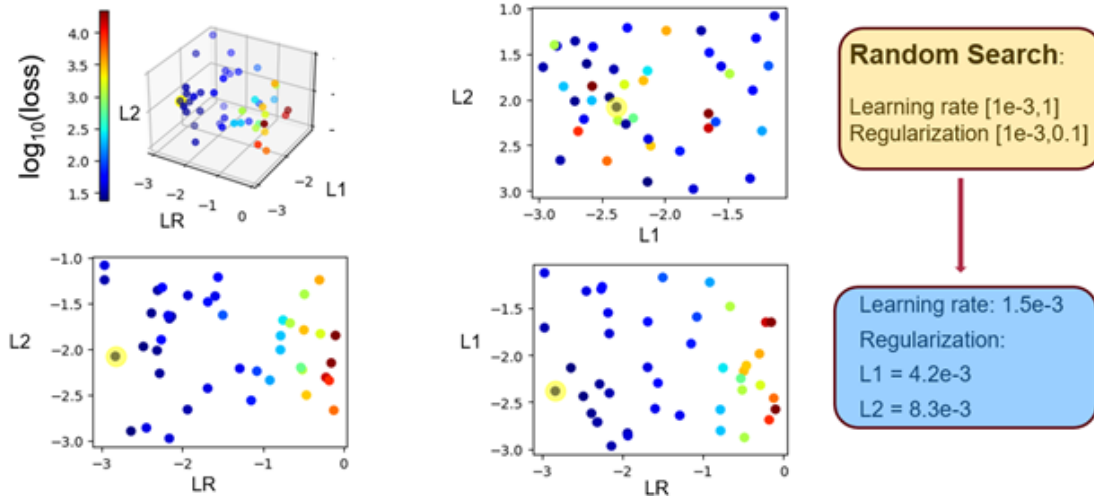 log₁₀(loss)
4.0
3.5
3.0
2.5
2.0
1.5
L2
−3
−2
−1
0
LR
−3
−2
L1
1.0
1.5
2.0
2.5
3.0
L2
−3.0
−2.5
−2.0
−1.5
L1
Random Search:
Learning rate [1e-3,1]
Regularization [1e-3,0.1]
−1.0
−1.5
−2.0
−2.5
−3.0
L2
−3
−2
−1
0
LR
−1.0
−1.5
−2.0
−2.5
−3.0
L1
−3
−2
−1
0
LR
Learning rate: 1.5e-3
Regularization:
L1 = 4.2e-3
L2 = 8.3e-3